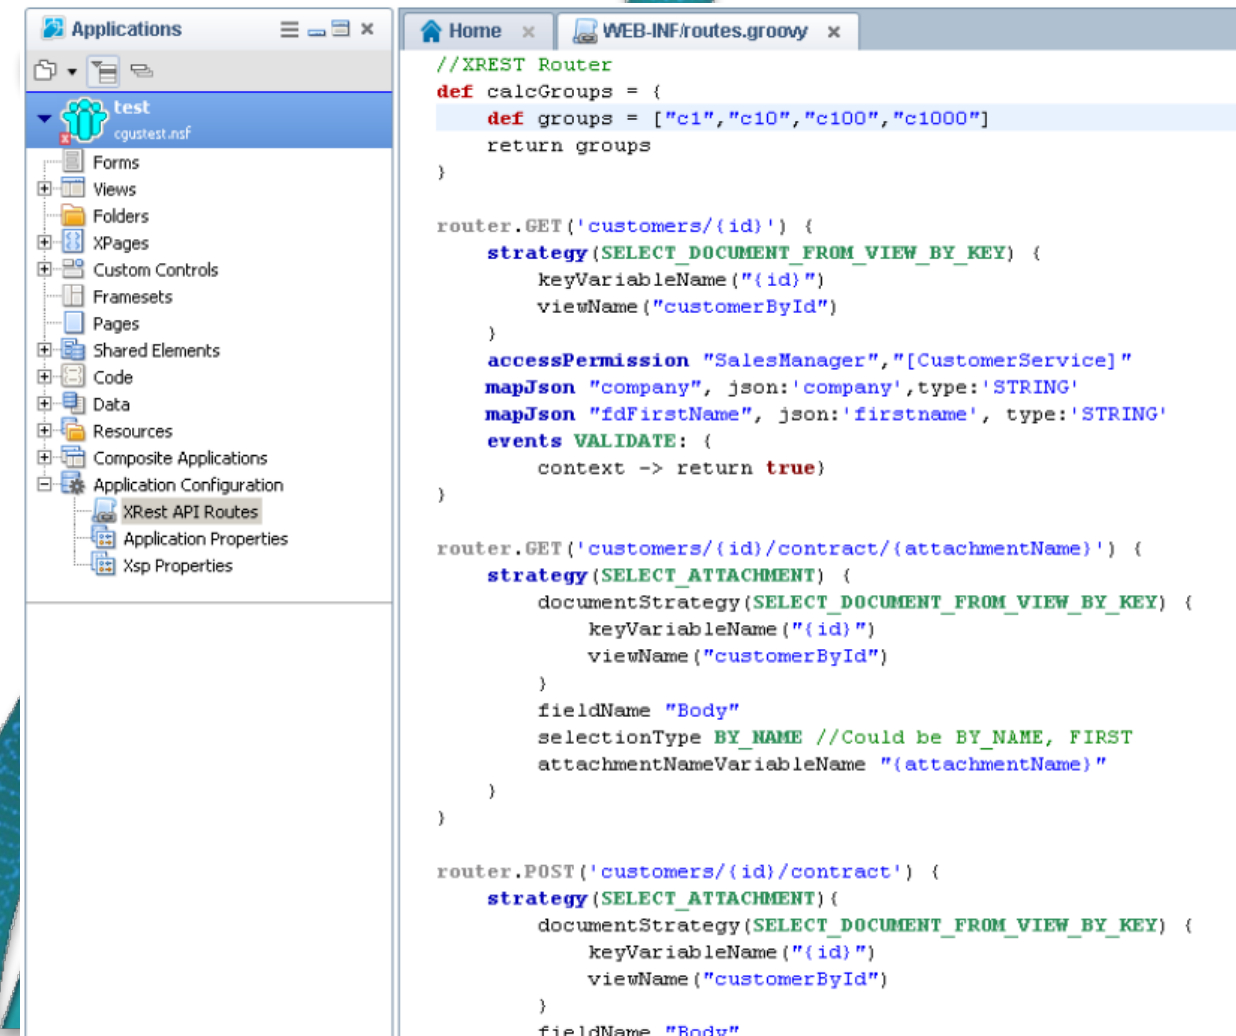 Applications
test
cgustest.nsf
Forms
Views
Folders
XPages
Custom Controls
Framesets
Pages
Shared Elements
Code
Data
Resources
Composite Applications
Application Configuration
XRest API Routes
Application Properties
Xsp Properties
Home
WEB-INF/routes.groovy
//XREST Router
def calcGroups = {
def groups = ["c1","c10","c100","c1000"]
return groups
}
router.GET('customers/{id}') {
strategy(SELECT_DOCUMENT_FROM_VIEW_BY_KEY) {
keyVariableName("{id}")
viewName("customerById")
}
accessPermission "SalesManager","[CustomerService]"
mapJson "company", json:'company',type:'STRING'
mapJson "fdFirstName", json:'firstname', type:'STRING'
events VALIDATE: {
context -> return true}
}
router.GET('customers/{id}/contract/{attachmentName}') {
strategy(SELECT_ATTACHMENT) {
documentStrategy(SELECT_DOCUMENT_FROM_VIEW_BY_KEY) {
keyVariableName("{id}")
viewName("customerById")
}
fieldName "Body"
selectionType BY_NAME //Could be BY_NAME, FIRST
attachmentNameVariableName "{attachmentName}"
}
}
router.POST('customers/{id}/contract') {
strategy(SELECT_ATTACHMENT){
documentStrategy(SELECT_DOCUMENT_FROM_VIEW_BY_KEY) {
keyVariableName("{id}")
viewName("customerById")
}
fieldName "Body"